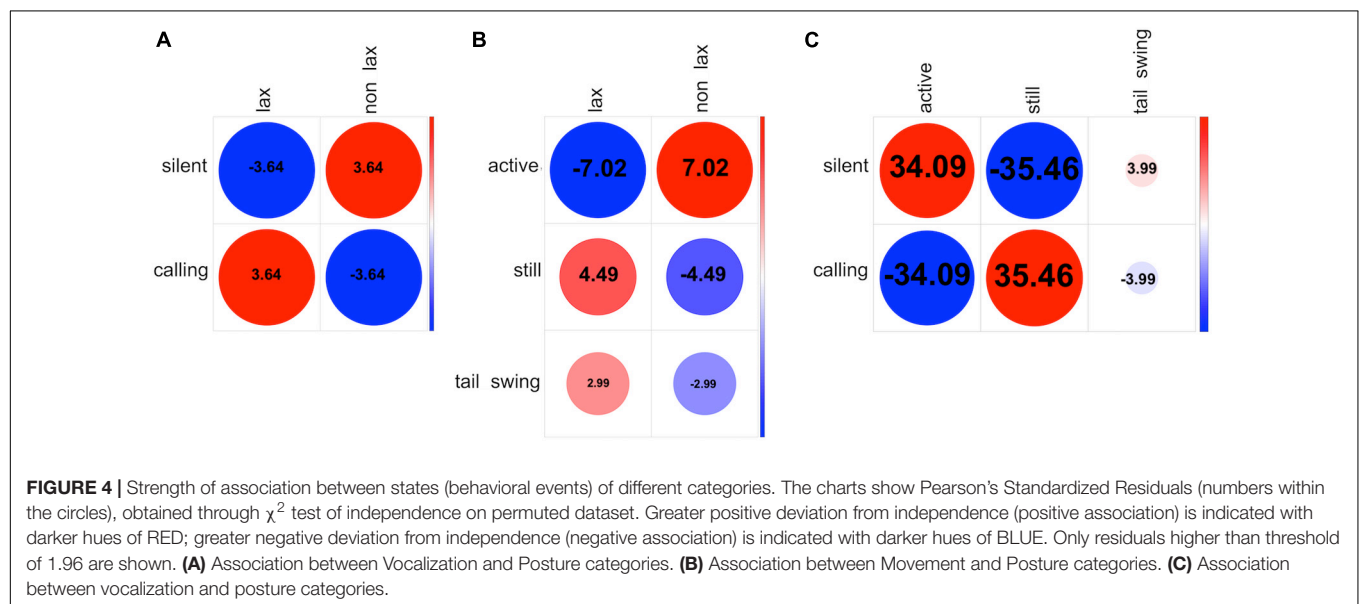 A
B
C
lax
non lax
lax
non lax
active
still
tail swing
silent
-3.64
3.64
calling
3.64
-3.64
active
-7.02
7.02
still
4.49
-4.49
tail swing
2.99
-2.99
silent
34.09
-35.46
3.99
calling
-34.09
35.46
-3.99
FIGURE 4 | Strength of association between states (behavioral events) of different categories. The charts show Pearson's Standardized Residuals (numbers within
the circles), obtained through χ2 test of independence on permuted dataset. Greater positive deviation from independence (positive association) is indicated with
darker hues of RED; greater negative deviation from independence (negative association) is indicated with darker hues of BLUE. Only residuals higher than threshold
of 1.96 are shown. (A) Association between Vocalization and Posture categories. (B) Association between Movement and Posture categories. (C) Association
between vocalization and posture categories.